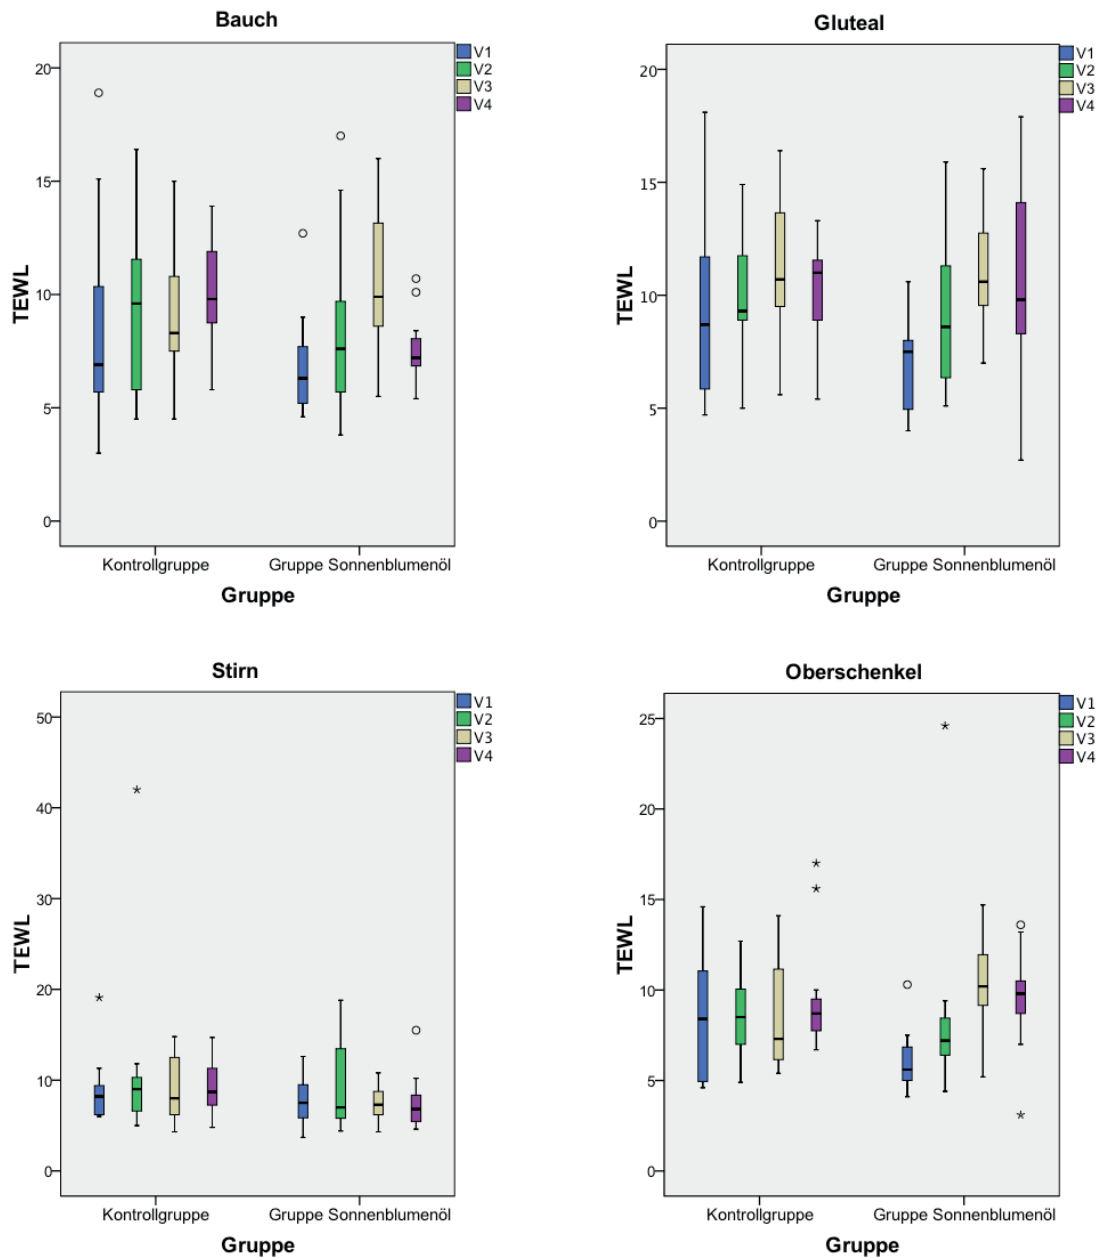 Bauch
V1
V2
V3
V4
20
15
10
5
0
TEWL
Kontrollgruppe
Gruppe Sonnenblumenöl
Gruppe
Gluteal
V1
V2
V3
V4
20
15
10
5
0
TEWL
Kontrollgruppe
Gruppe Sonnenblumenöl
Gruppe
Stirn
V1
V2
V3
V4
50
40
30
20
10
0
TEWL
Kontrollgruppe
Gruppe Sonnenblumenöl
Gruppe
Oberschenkel
V1
V2
V3
V4
25
20
15
10
5
0
TEWL
Kontrollgruppe
Gruppe Sonnenblumenöl
Gruppe